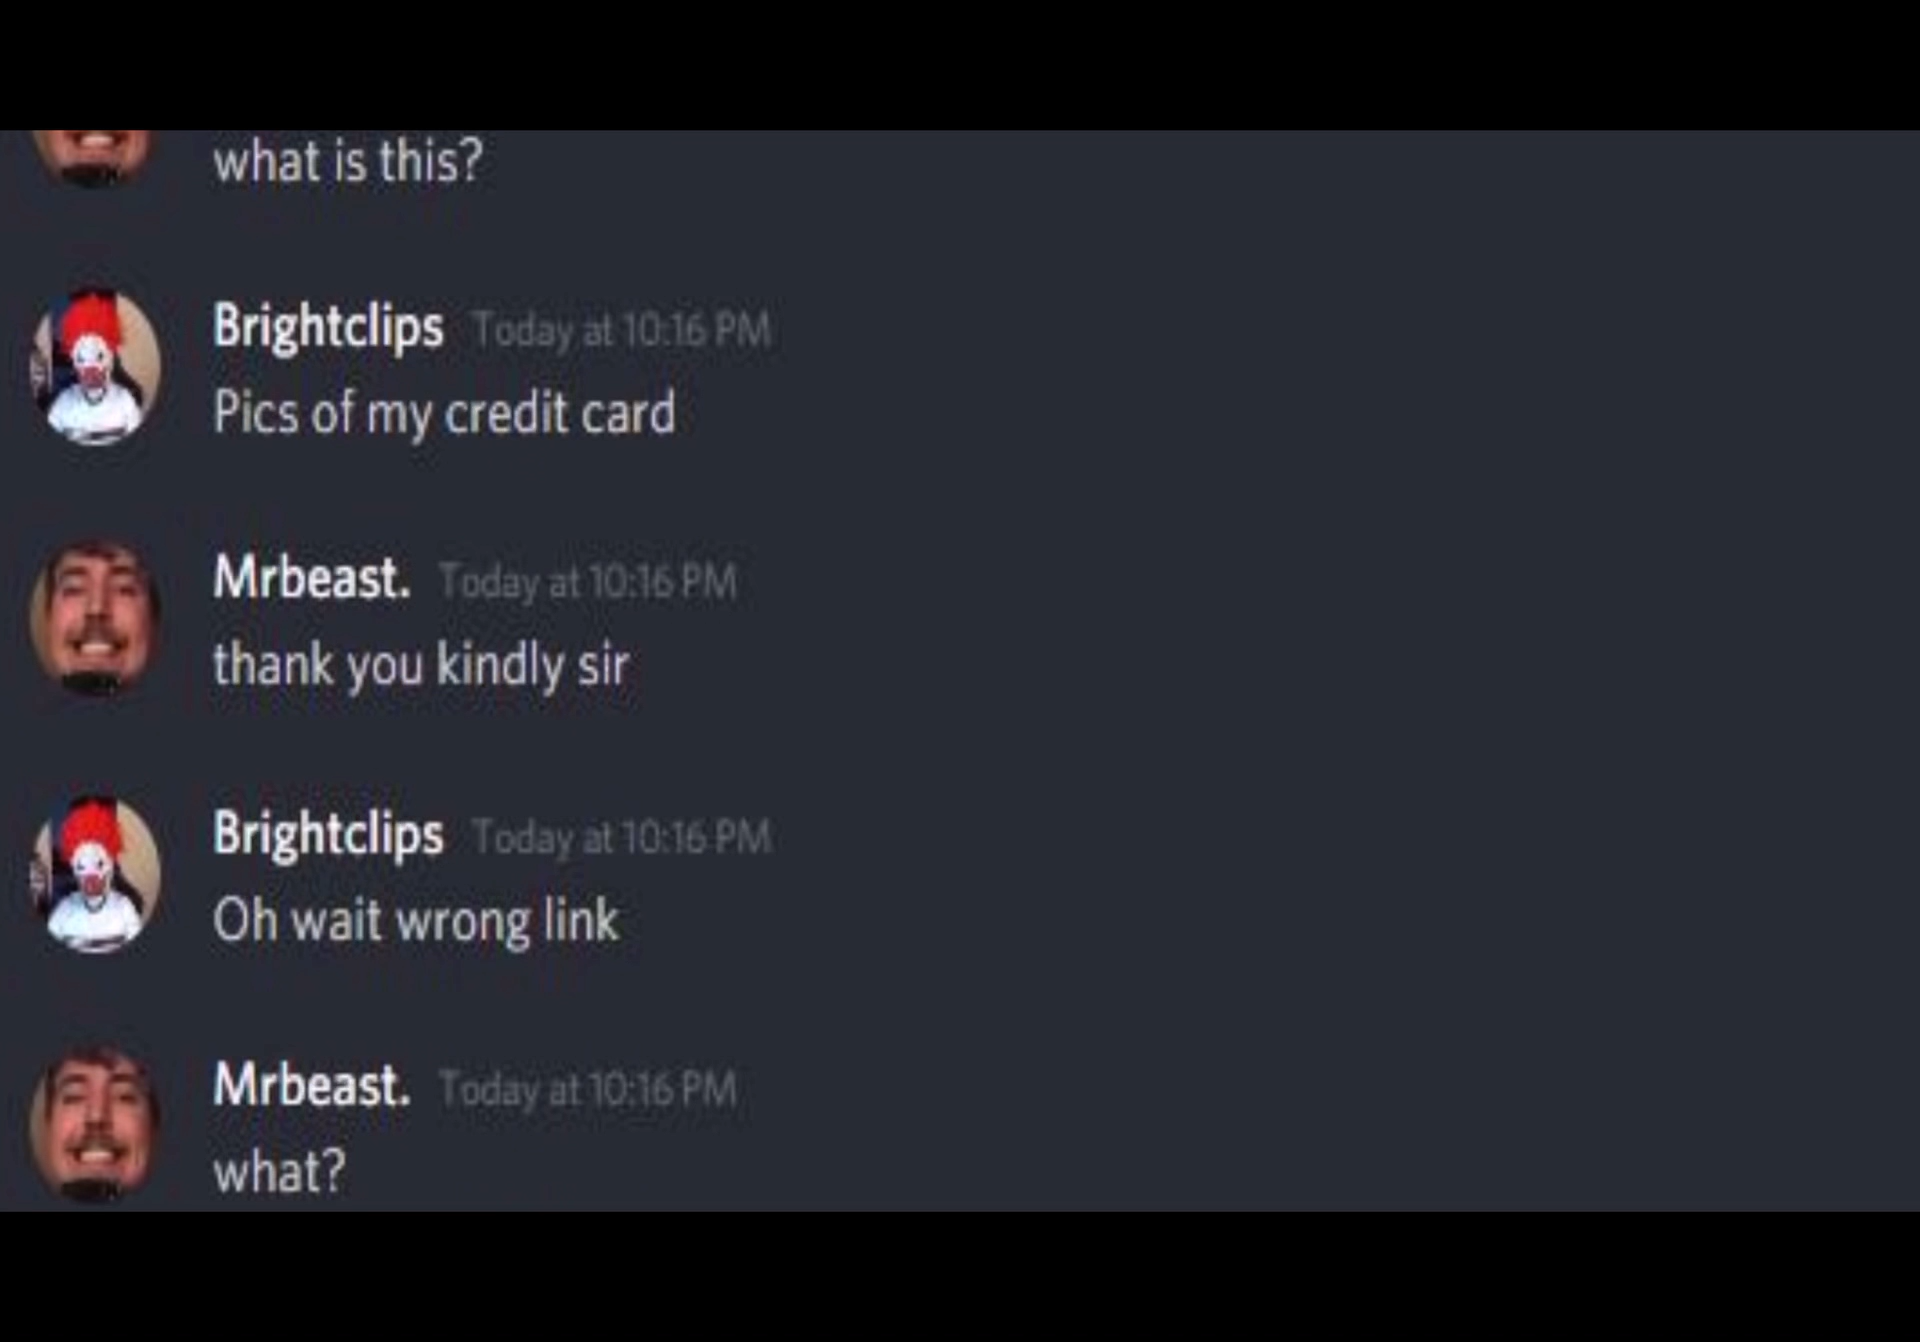 what is this?
Brightclips Today at 10:16 PM
Pics of my credit card
Mrbeast. Today at 10:16 PM
thank you kindly sir
Brightclips Today at 10:16 PM
Oh wait wrong link
Mrbeast. Today at 10:16 PM
what?